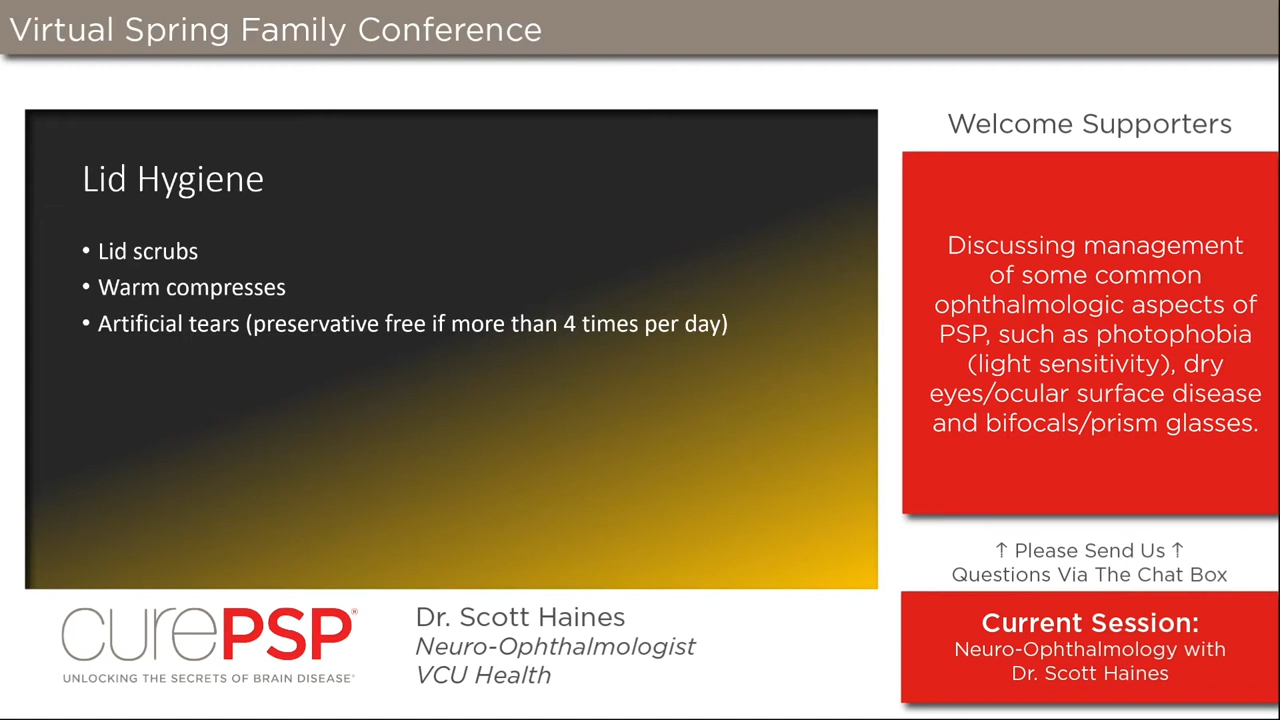 Virtual Spring Family Conference
Lid Hygiene
• Lid scrubs
• Warm compresses
• Artificial tears (preservative free if more than 4 times per day)
Welcome Supporters
Discussing management
of some common
ophthalmologic aspects of
PSP, such as photophobia
(light sensitivity), dry
eyes/ocular surface disease
and bifocals/prism glasses.
↑ Please Send Us ↑
Questions Via The Chat Box
Current Session:
Neuro-Ophthalmology with
Dr. Scott Haines
curePSP®
UNLOCKING THE SECRETS OF BRAIN DISEASE®
Dr. Scott Haines
Neuro-Ophthalmologist
VCU Health